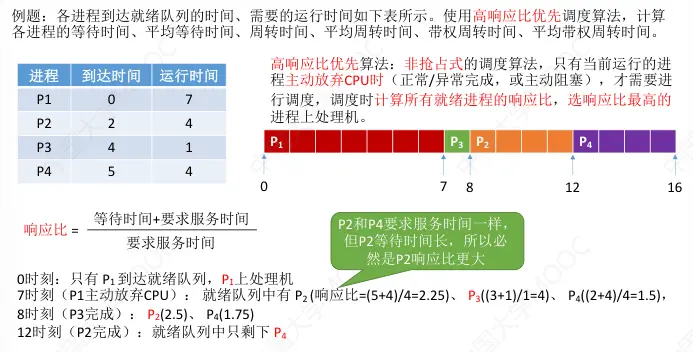 例题：各进程到达就绪队列的时间、需要的运行时间如下表所示。使用高响应比优先调度算法，计算
各进程的等待时间、平均等待时间、周转时间、平均周转时间、带权周转时间、平均带权周转时间。
进程 到达时间 运行时间
P1 0 7
P2 2 4
P3 4 1
P4 5 4
高响应比优先算法：非抢占式的调度算法，只有当前运行的进
程主动放弃CPU时（正常/异常完成，或主动阻塞），才需要进
行调度，调度时计算所有就绪进程的响应比，选响应比最高的
进程上处理机。
P1 P3 P2 P4
0 7 8 12 16
响应比 = 等待时间+要求服务时间
要求服务时间
P2和P4要求服务时间一样，
但P2等待时间长，所以必
然是P2响应比更大
0时刻：只有 P1 到达就绪队列，P1上处理机
7时刻（P1主动放弃CPU）： 就绪队列中有 P2 (响应比=(5+4)/4=2.25)、 P3((3+1)/1=4)、 P4((2+4)/4=1.5)，
8时刻（P3完成）： P2(2.5)、 P4(1.75)
12时刻（P2完成）：就绪队列中只剩下 P4